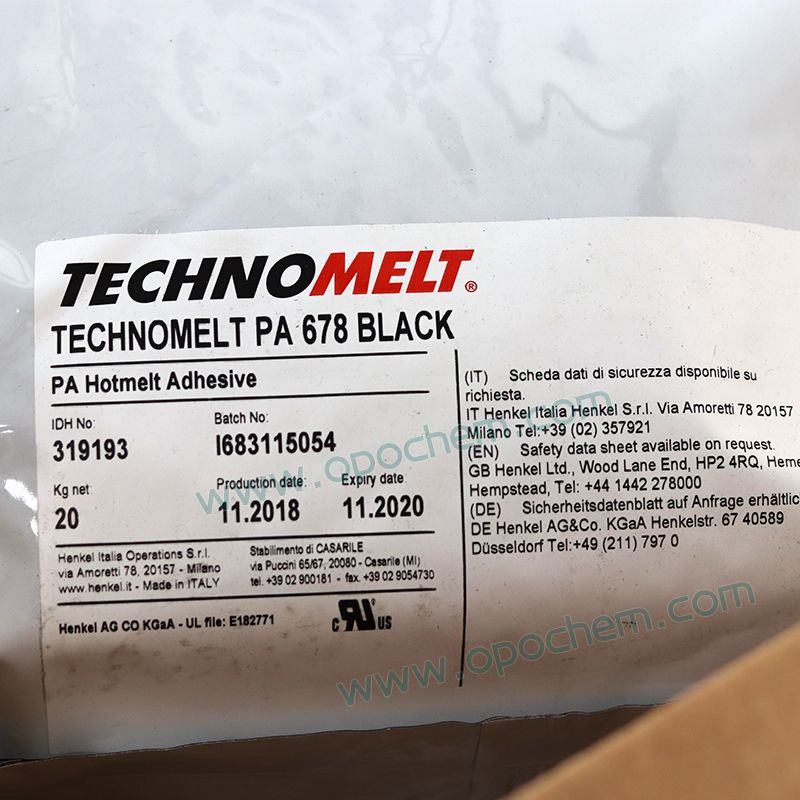 TECHNOMELT®
TECHNOMELT PA 678 BLACK
PA Hotmelt Adhesive
IDH No:
319193
Batch No:
I683115054
Kg net:
20
Production date:
11.2018
Expiry date:
11.2020
Henkel Italia Operations S.r.l.
via Amoretti 78, 20157 - Milano
www.henkel.it - Made in ITALY
Stabilimento di CASARILE
via Puccini 65/67, 20080 - Casarile (MI)
tel. +39 02 900181 - fax. +39 02 9054730
Henkel AG CO KGaA - UL file: E182771
c RU US
(IT) Scheda dati di sicurezza disponibile su
richiesta.
IT Henkel Italia Henkel S.r.l. Via Amoretti 78 20157
Milano Tel:+39 (02) 357921
(EN) Safety data sheet available on request.
GB Henkel Ltd., Wood Lane End, HP2 4RQ, Heme
Hempstead, Tel: +44 1442 278000
(DE) Sicherheitsdatenblatt auf Anfrage erhältlic
DE Henkel AG&Co. KGaA Henkelstr. 67 40589
Düsseldorf Tel:+49 (211) 797 0
www.opochem.com
www.opochem.com